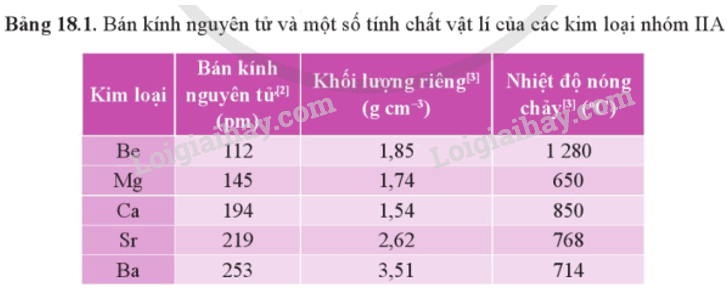 Bảng 18.1. Bán kính nguyên tử và một số tính chất vật lí của các kim loại nhóm IIA
Kim loại Bán kính nguyên tử[2] (pm) Khối lượng riêng[3] (g cm⁻³) Nhiệt độ nóng chảy[3] (°C)
Be 112 1,85 1 280
Mg 145 1,74 650
Ca 194 1,54 850
Sr 219 2,62 768
Ba 253 3,51 714
Loigiaihay.com
Loigiaihay.com